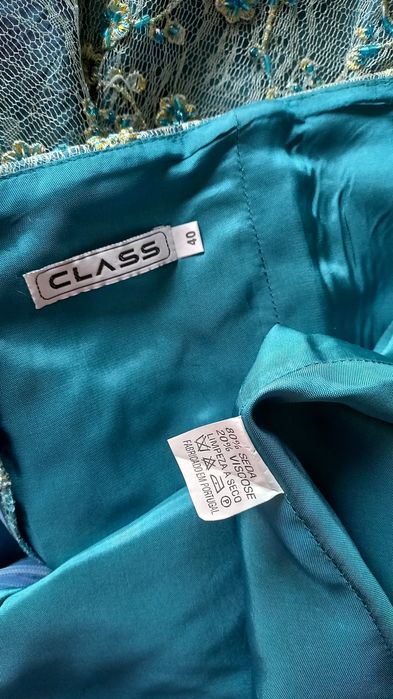 CLASS
40
80% SEDA
20% VISCOSE
LIMPEZA A SECO
P
FABRICADO EM PORTUGAL